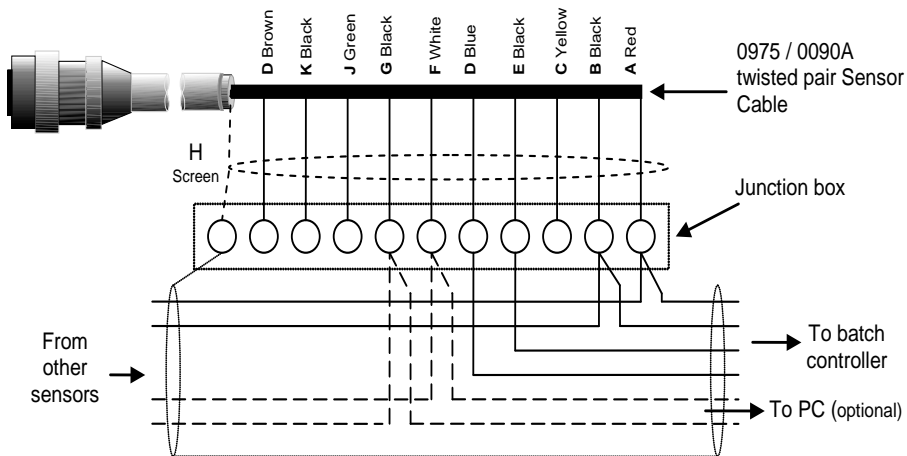 D Brown
K Black
J Green
G Black
F White
D Blue
E Black
C Yellow
B Black
A Red
0975 / 0090A
twisted pair Sensor
Cable
H
Screen
Junction box
From
other
sensors
To batch
controller
To PC (optional)